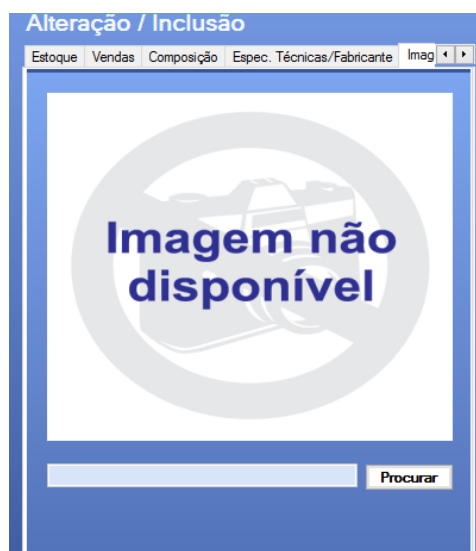 Alteração / Inclusão
Estoque Vendas Composição Espec. Técnicas/Fabricante Imag
Imagem não
disponível
Procurar